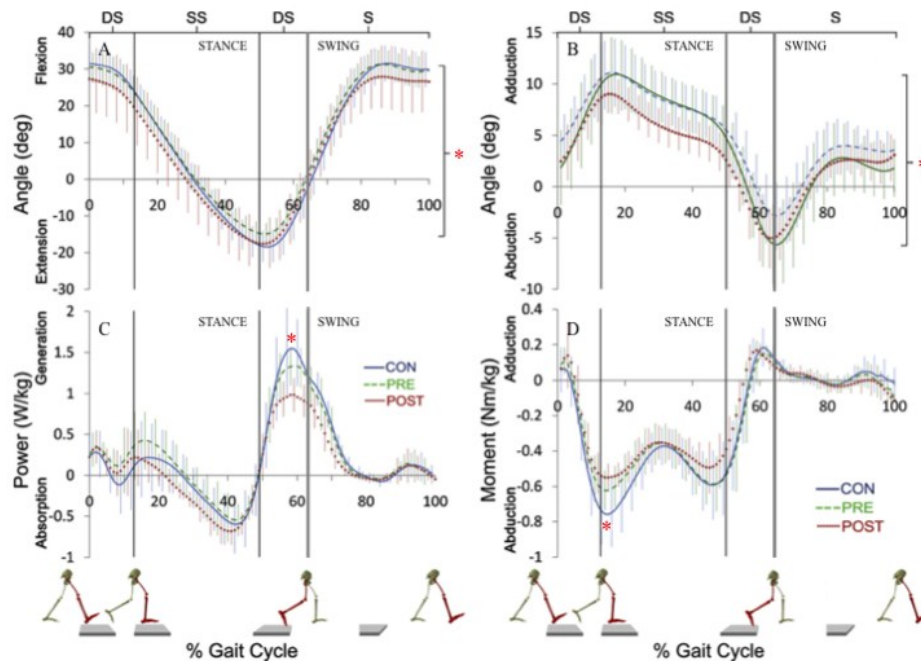 DS SS DS S
DS SS DS S
A STANCE SWING
B STANCE SWING
Flexion
Extension
Angle (deg)
40
30
20
10
0
-10
-20
-30
20 40 60 80 100
*
Adduction
Abduction
Angle (deg)
15
10
5
0
-5
-10
20 40 60 80 100
*
C STANCE SWING
D STANCE SWING
Generation
Absorption
Power (W/kg)
2
1.5
1
0.5
0
-0.5
-1
0 20 40 60 80 100
*
CON
PRE
POST
Adduction
Abduction
Moment (Nm/kg)
0.4
0.2
0
-0.2
-0.4
-0.6
-0.8
-1
20 40 60 80 100
*
CON
PRE
POST
% Gait Cycle
% Gait Cycle